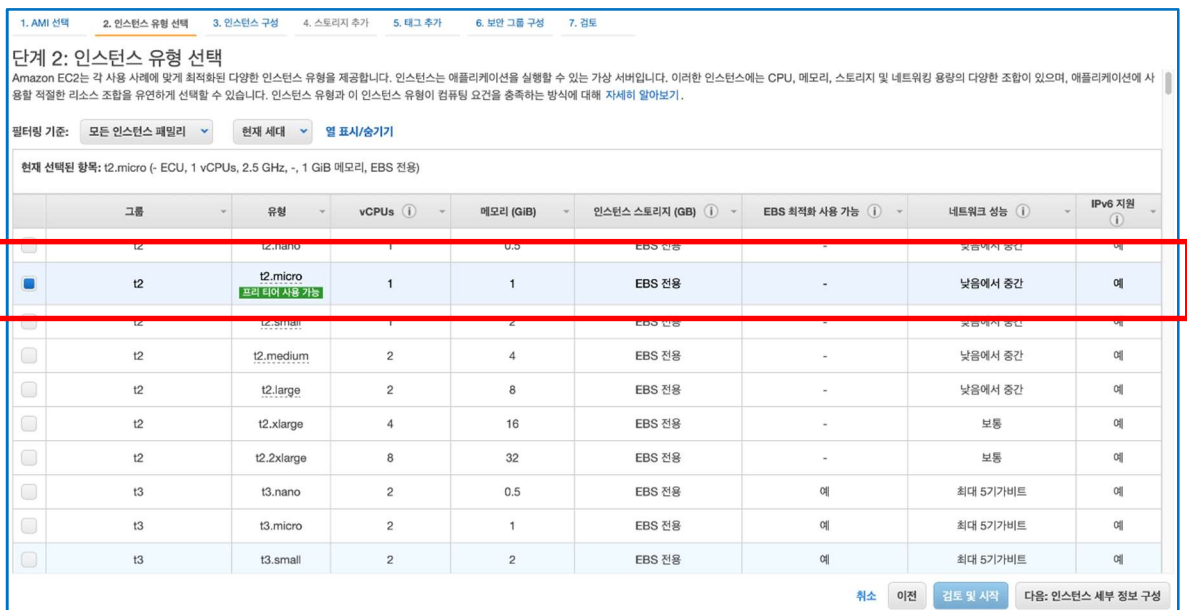 1. AMI 선택 2. 인스턴스 유형 선택 3. 인스턴스 구성 4. 스토리지 추가 5. 태그 추가 6. 보안 그룹 구성 7. 검토
단계 2: 인스턴스 유형 선택
Amazon EC2는 각 사용 사례에 맞게 최적화된 다양한 인스턴스 유형을 제공합니다. 인스턴스는 애플리케이션을 실행할 수 있는 가상 서버입니다. 이러한 인스턴스에는 CPU, 메모리, 스토리지 및 네트워킹 용량의 다양한 조합이 있으며, 애플리케이션에 사
용할 적절한 리소스 조합을 유연하게 선택할 수 있습니다. 인스턴스 유형과 이 인스턴스 유형이 컴퓨팅 요건을 충족하는 방식에 대해 자세히 알아보기.
필터링 기준: 모든 인스턴스 패밀리 현재 세대 열 표시/숨기기
현재 선택된 항목: t2.micro (- ECU, 1 vCPUs, 2.5 GHz, -, 1 GiB 메모리, EBS 전용)
그룹 유형 vCPUs 메모리 (GiB) 인스턴스 스토리지 (GB) EBS 최적화 사용 가능 네트워크 성능 IPv6 지원
t2 t2.nano 1 0.5 EBS 전용 - 낮음에서 중간 예
t2 t2.micro 1 1 EBS 전용 - 낮음에서 중간 예
프리 티어 사용 가능
t2 t2.small 1 2 EBS 전용 - 낮음에서 중간 예
t2 t2.medium 2 4 EBS 전용 - 낮음에서 중간 예
t2 t2.large 2 8 EBS 전용 - 낮음에서 중간 예
t2 t2.xlarge 4 16 EBS 전용 - 보통 예
t2 t2.2xlarge 8 32 EBS 전용 - 보통 예
t3 t3.nano 2 0.5 EBS 전용 예 최대 5기가비트 예
t3 t3.micro 2 1 EBS 전용 예 최대 5기가비트 예
t3 t3.small 2 2 EBS 전용 예 최대 5기가비트 예
취소 이전 검토 및 시작 다음: 인스턴스 세부 정보 구성